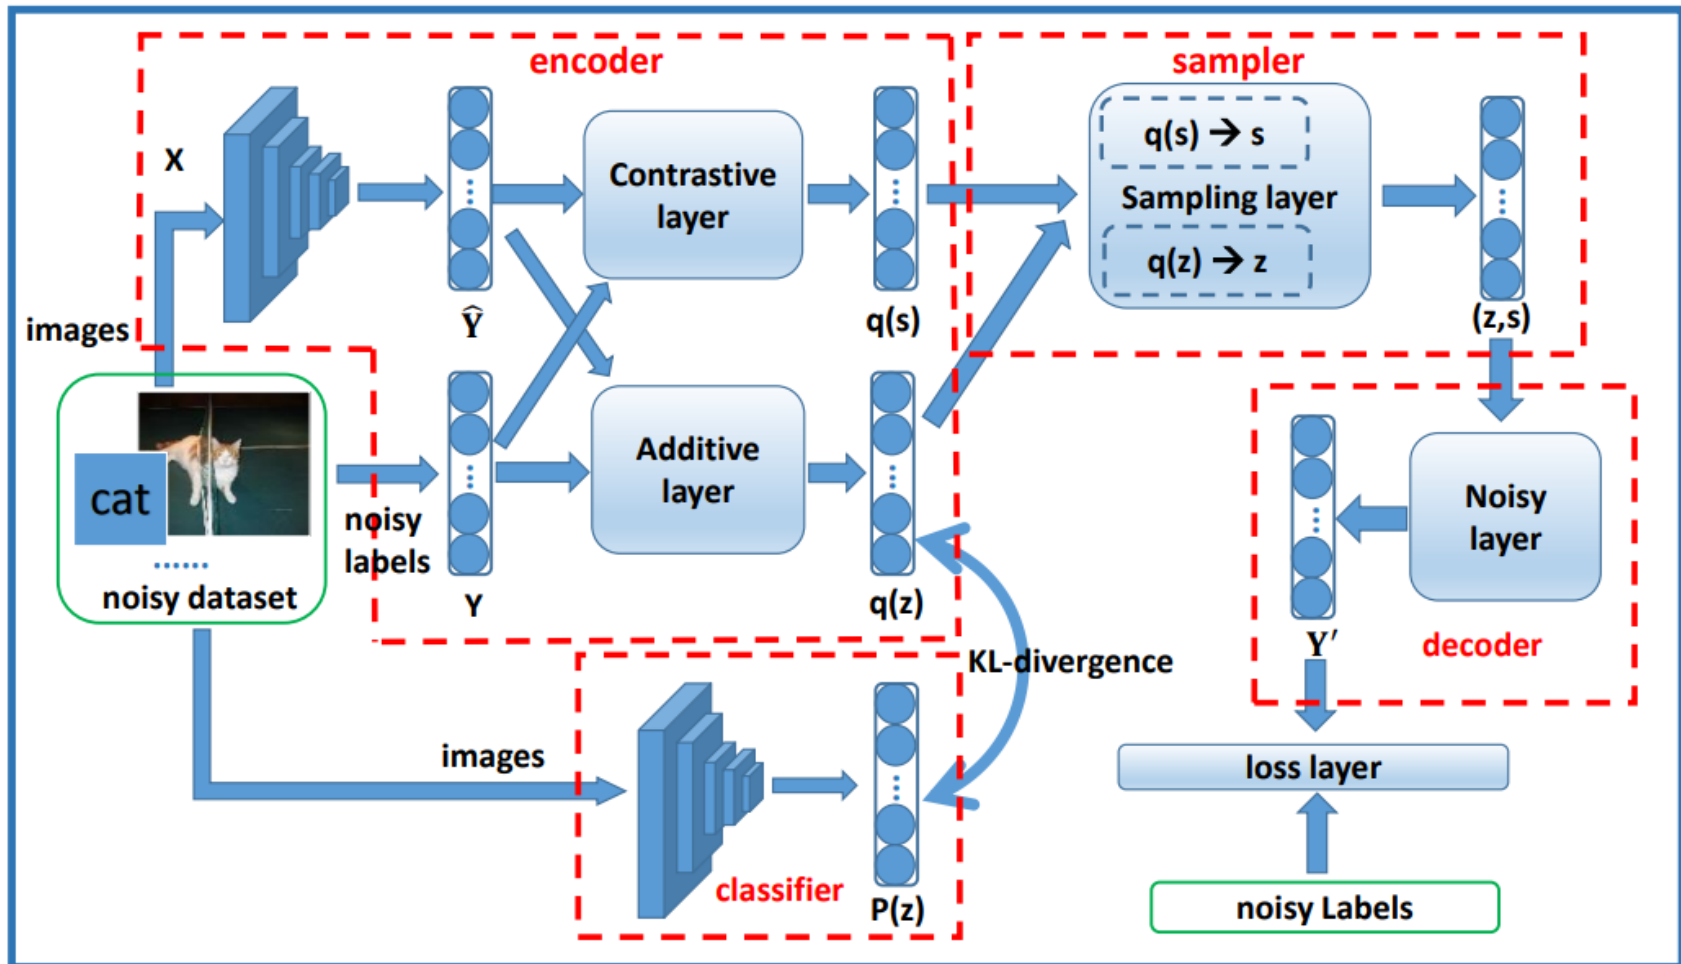 encoder
sampler
X
Contrastive
layer
q(s) → s
Sampling layer
q(z) → z
images
Ŷ
q(s)
(z,s)
cat
......
noisy dataset
noisy
labels
Y
Additive
layer
q(z)
Noisy
layer
Y′
decoder
KL-divergence
images
classifier
P(z)
loss layer
noisy Labels